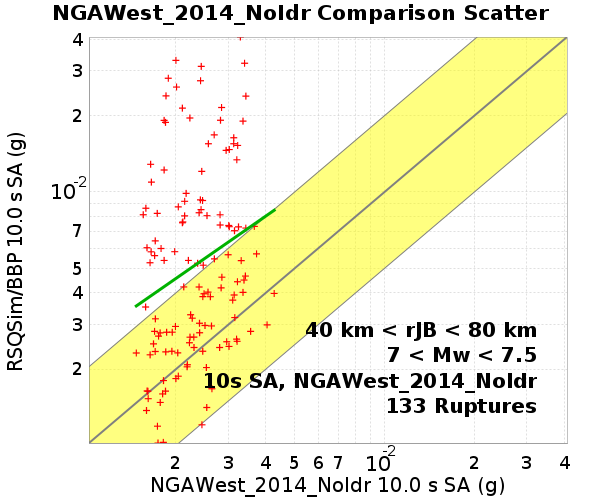 NGAWest_2014_NoIdr Comparison Scatter
4
3
2
10-2
7
5
4
3
2
RSQSim/BBP 10.0 s SA (g)
40 km < rJB < 80 km
7 < Mw < 7.5
10s SA, NGAWest_2014_NoIdr
133 Ruptures
2 3 4 5 6 7 10-2 2 3 4
NGAWest_2014_NoIdr 10.0 s SA (g)